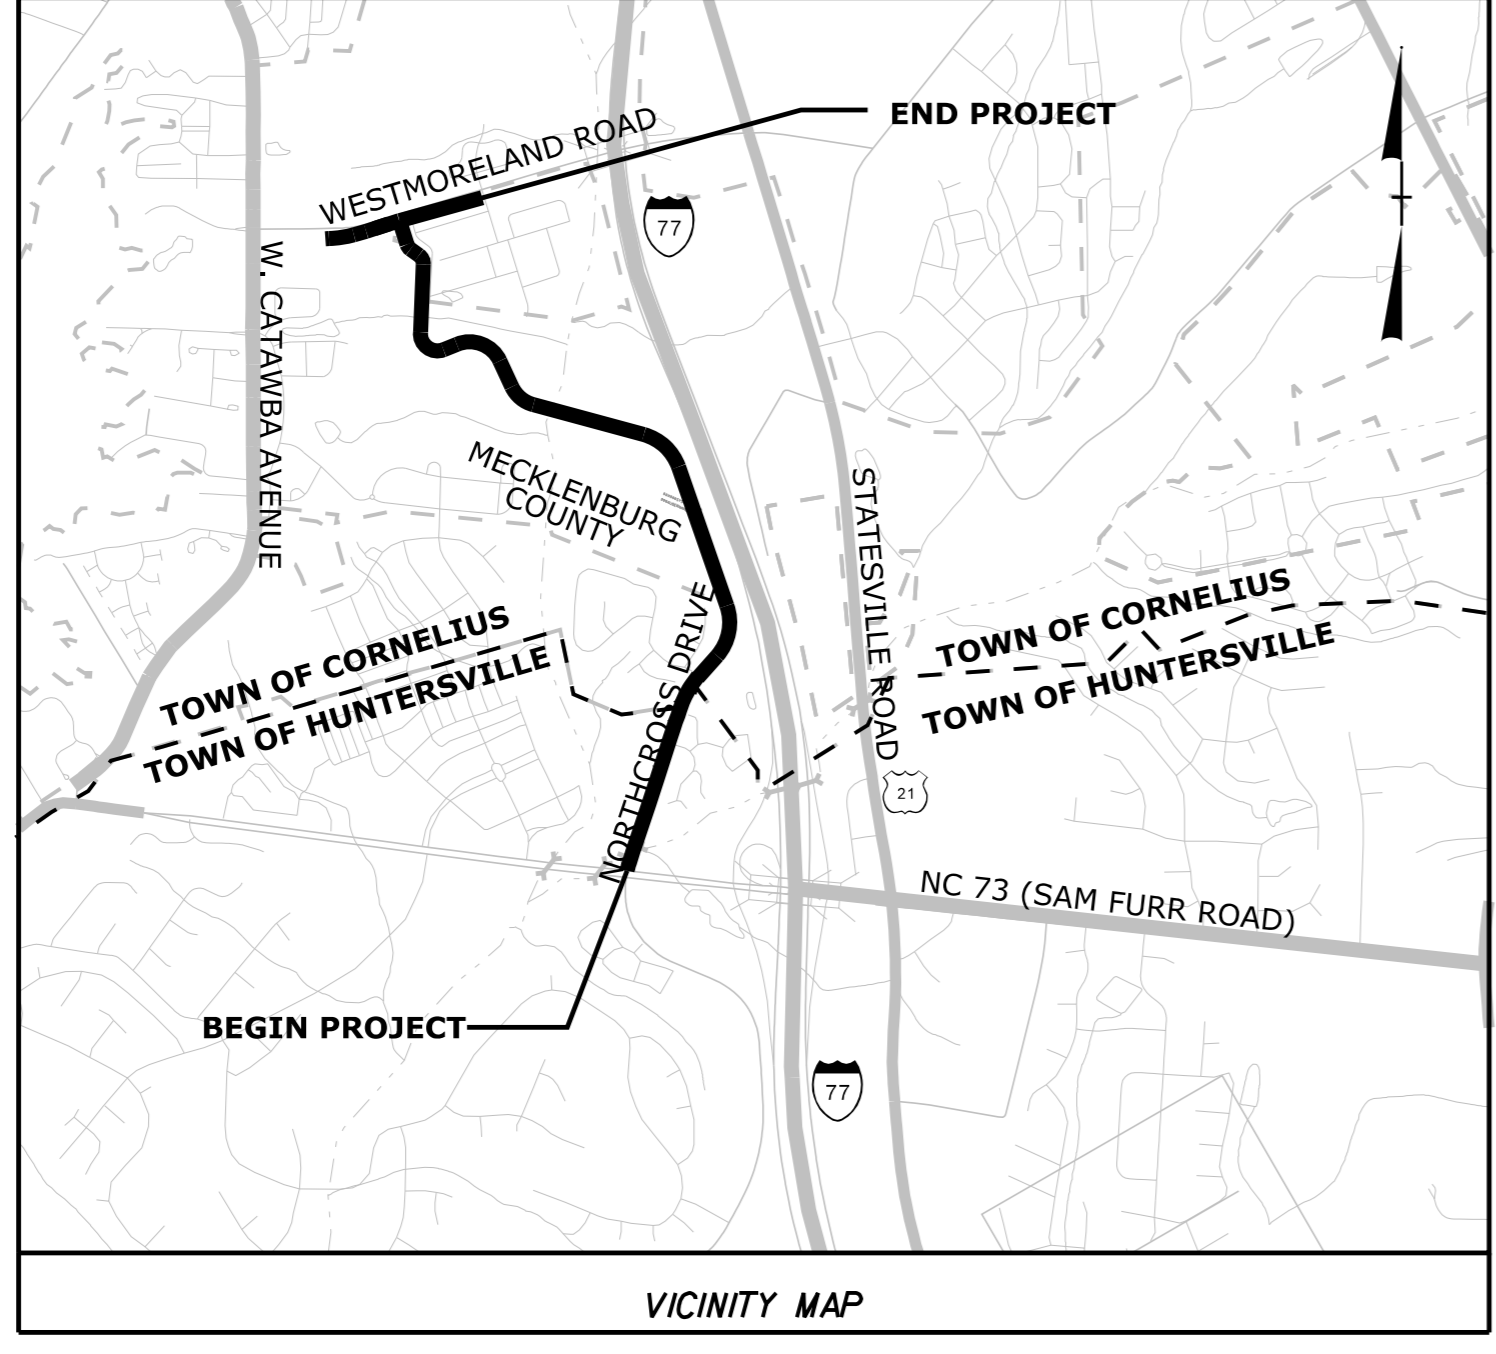 END PROJECT
WESTMORELAND ROAD
77
W. CATAWBA AVENUE
MECKLENBURG
COUNTY
STATESVILLE ROAD
NORTHCROSS DRIVE
TOWN OF CORNELIUS
TOWN OF HUNTERSVILLE
TOWN OF CORNELIUS
TOWN OF HUNTERSVILLE
21
NC 73 (SAM FURR ROAD)
BEGIN PROJECT
77
VICINITY MAP